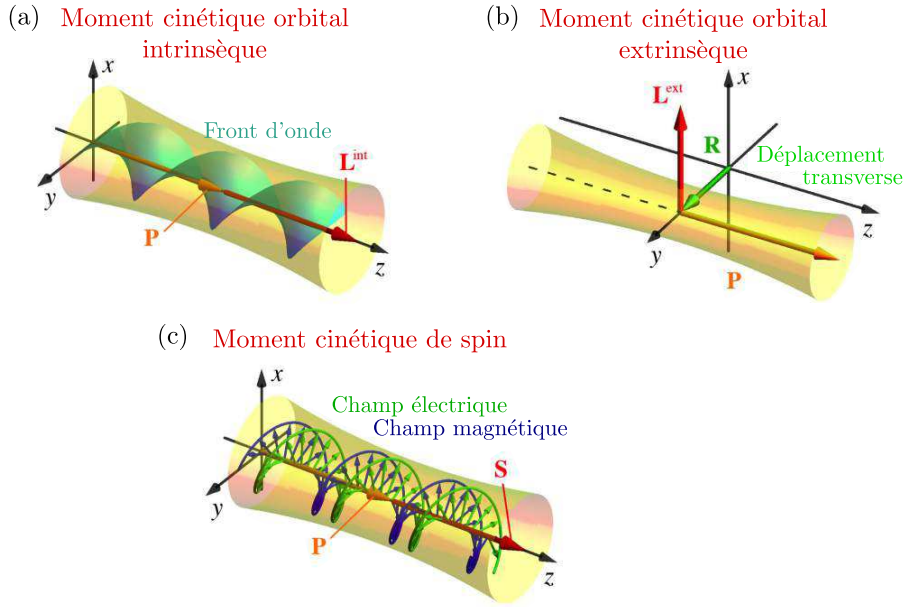 (a) Moment cinétique orbital
intrinsèque
x
Front d'onde
L^int
y
P
z
(b) Moment cinétique orbital
extrinsèque
x
L^ext
R
Déplacement
transverse
y
P
z
(c) Moment cinétique de spin
x
Champ électrique
Champ magnétique
S
y
P
z